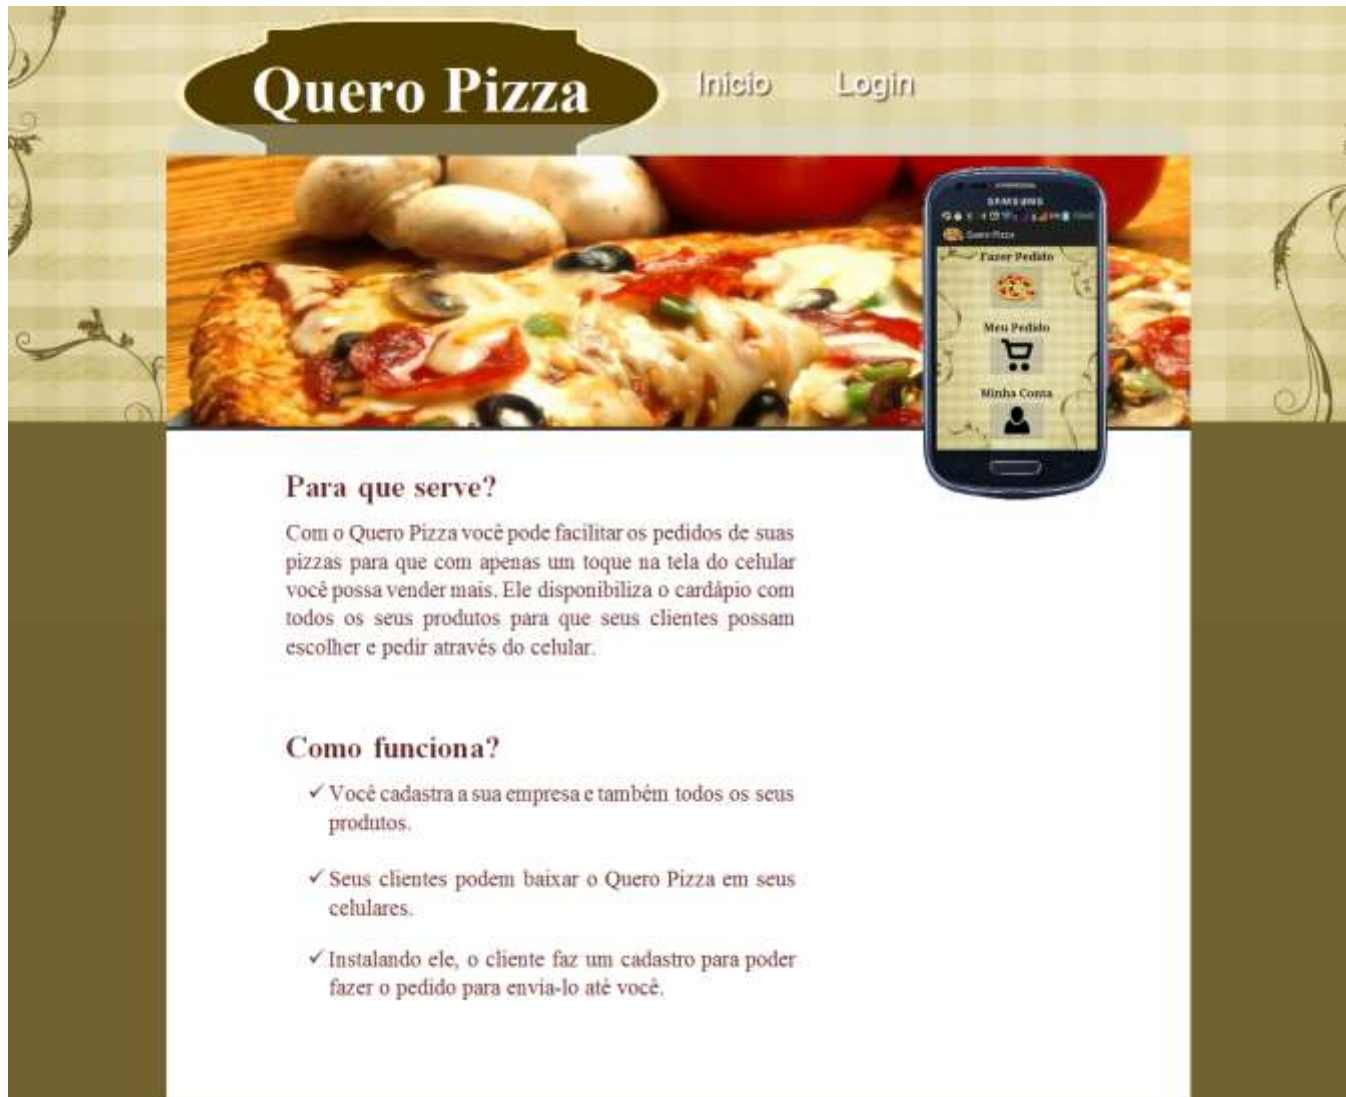 Quero Pizza
Inicio
Login
SAMSUNG
Quero Pizza
Fazer Pedido
Meu Pedido
Minha Conta
Para que serve?
Com o Quero Pizza você pode facilitar os pedidos de suas
pizzas para que com apenas um toque na tela do celular
você possa vender mais. Ele disponibiliza o cardápio com
todos os seus produtos para que seus clientes possam
escolher e pedir através do celular.
Como funciona?
✓ Você cadastra a sua empresa e também todos os seus
produtos.
✓ Seus clientes podem baixar o Quero Pizza em seus
celulares.
✓ Instalando ele, o cliente faz um cadastro para poder
fazer o pedido para envia-lo até você.